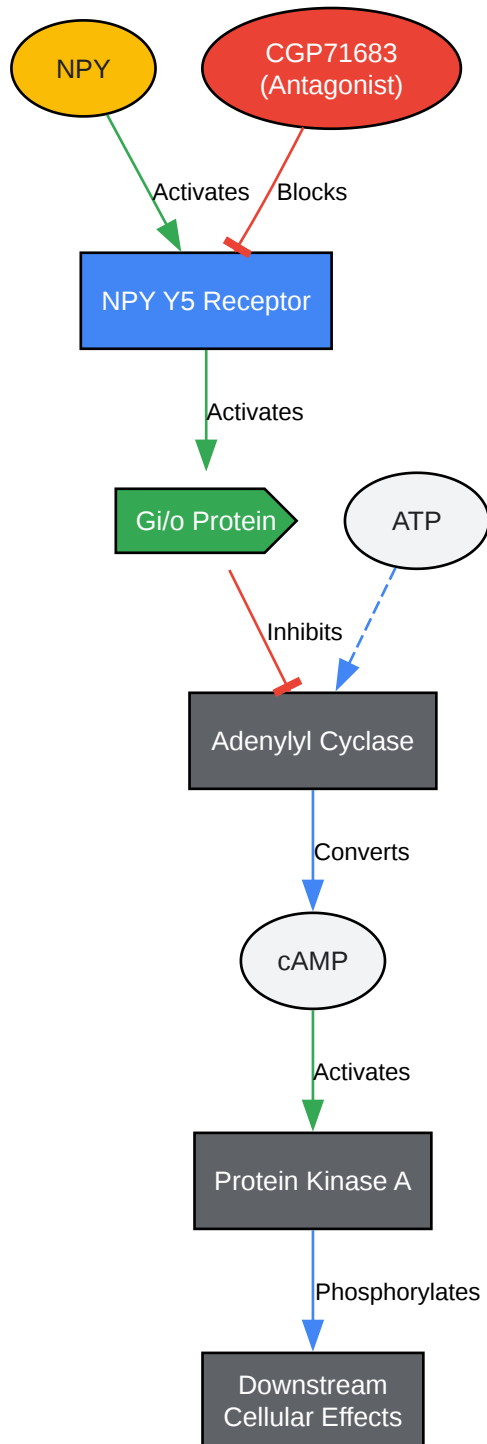 NPY
CGP71683
(Antagonist)
Activates
Blocks
NPY Y5 Receptor
Activates
Gi/o Protein
ATP
Inhibits
Adenylyl Cyclase
Converts
cAMP
Activates
Protein Kinase A
Phosphorylates
Downstream
Cellular Effects